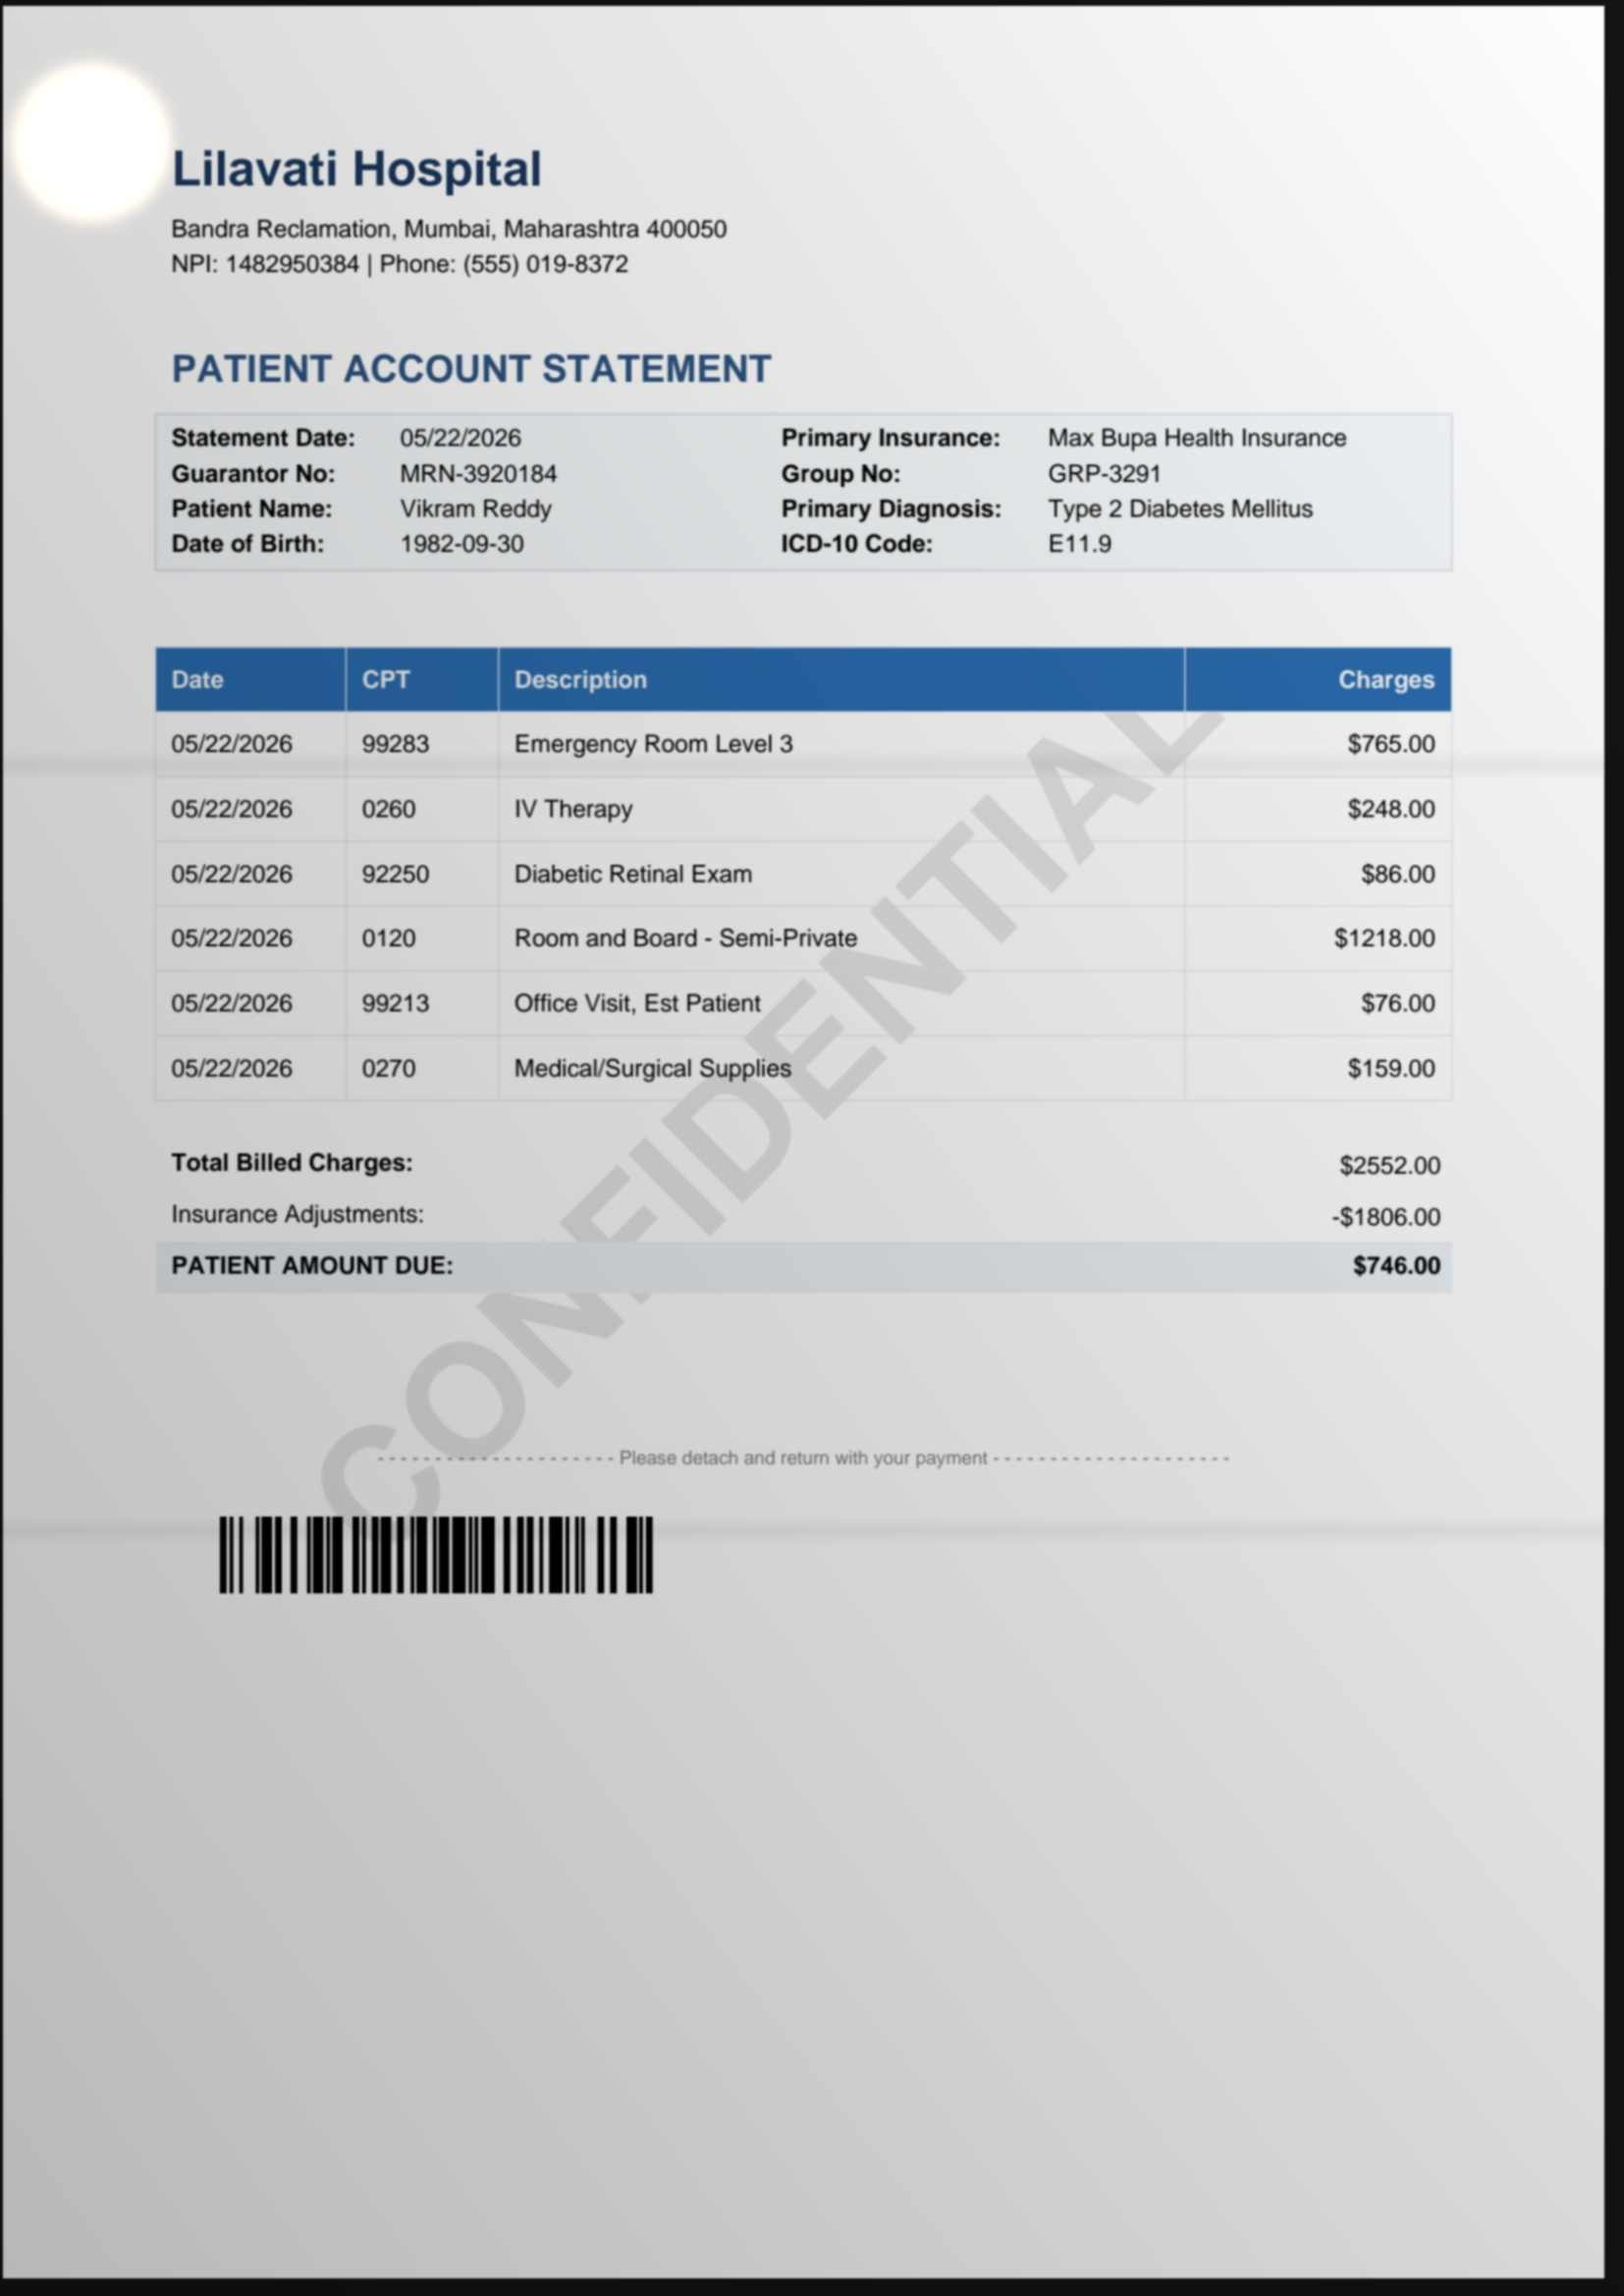 Lilavati Hospital
Bandra Reclamation, Mumbai, Maharashtra 400050
NPI: 1482950384 | Phone: (555) 019-8372
PATIENT ACCOUNT STATEMENT
Statement Date: 05/22/2026 Primary Insurance: Max Bupa Health Insurance
Guarantor No: MRN-3920184 Group No: GRP-3291
Patient Name: Vikram Reddy Primary Diagnosis: Type 2 Diabetes Mellitus
Date of Birth: 1982-09-30 ICD-10 Code: E11.9
Date CPT Description Charges
05/22/2026 99283 Emergency Room Level 3 $765.00
05/22/2026 0260 IV Therapy $248.00
05/22/2026 92250 Diabetic Retinal Exam $86.00
05/22/2026 0120 Room and Board - Semi-Private $1218.00
05/22/2026 99213 Office Visit, Est Patient $76.00
05/22/2026 0270 Medical/Surgical Supplies $159.00
Total Billed Charges: $2552.00
Insurance Adjustments: -$1806.00
PATIENT AMOUNT DUE: $746.00
CONFIDENTIAL
- - - - - - - - - - - - - - - - - - - - - Please detach and return with your payment - - - - - - - - - - - - - - - - - - - - -